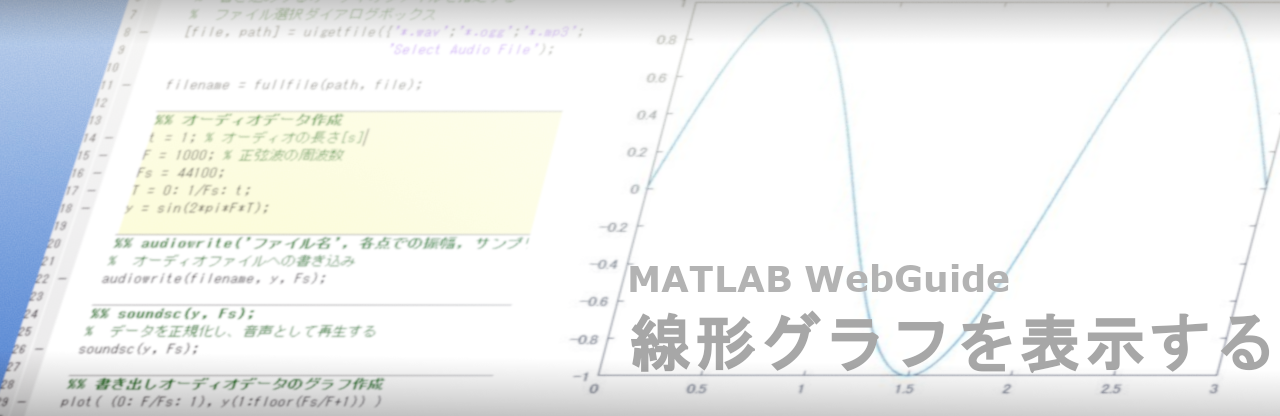 7 % ファイル選択ダイアログボックス
8 - [file, path] = uigetfile({'*.wav';'*.ogg';'*.mp3';
9 'Select Audio File');
10
11 - filename = fullfile(path, file);
12
13 %% オーディオデータ作成
14 - t = 1; % オーディオの長さ[s]
15 - F = 1000; % 正弦波の周波数
16 - Fs = 44100;
17 - T = 0: 1/Fs: t;
18 - y = sin(2*pi*F*T);
19
20 %% audiowrite('ファイル名', 各点での振幅, サンプ
21 % オーディオファイルへの書き込み
22 - audiowrite(filename, y, Fs);
23
24 %% soundsc(y, Fs);
25 % データを正規化し、音声として再生する
26 - soundsc(y, Fs);
27
28 %% 書き出しオーディオデータのグラフ作成
9 - plot( (0: F/Fs: 1), y(1:floor(Fs/F+1)) )
1
0.8
0.6
0.4
0.2
0
-0.2
-0.4
-0.6
-0.8
-1
0 0.5 1 1.5 2 2.5 3
MATLAB WebGuide
線形グラフを表示する